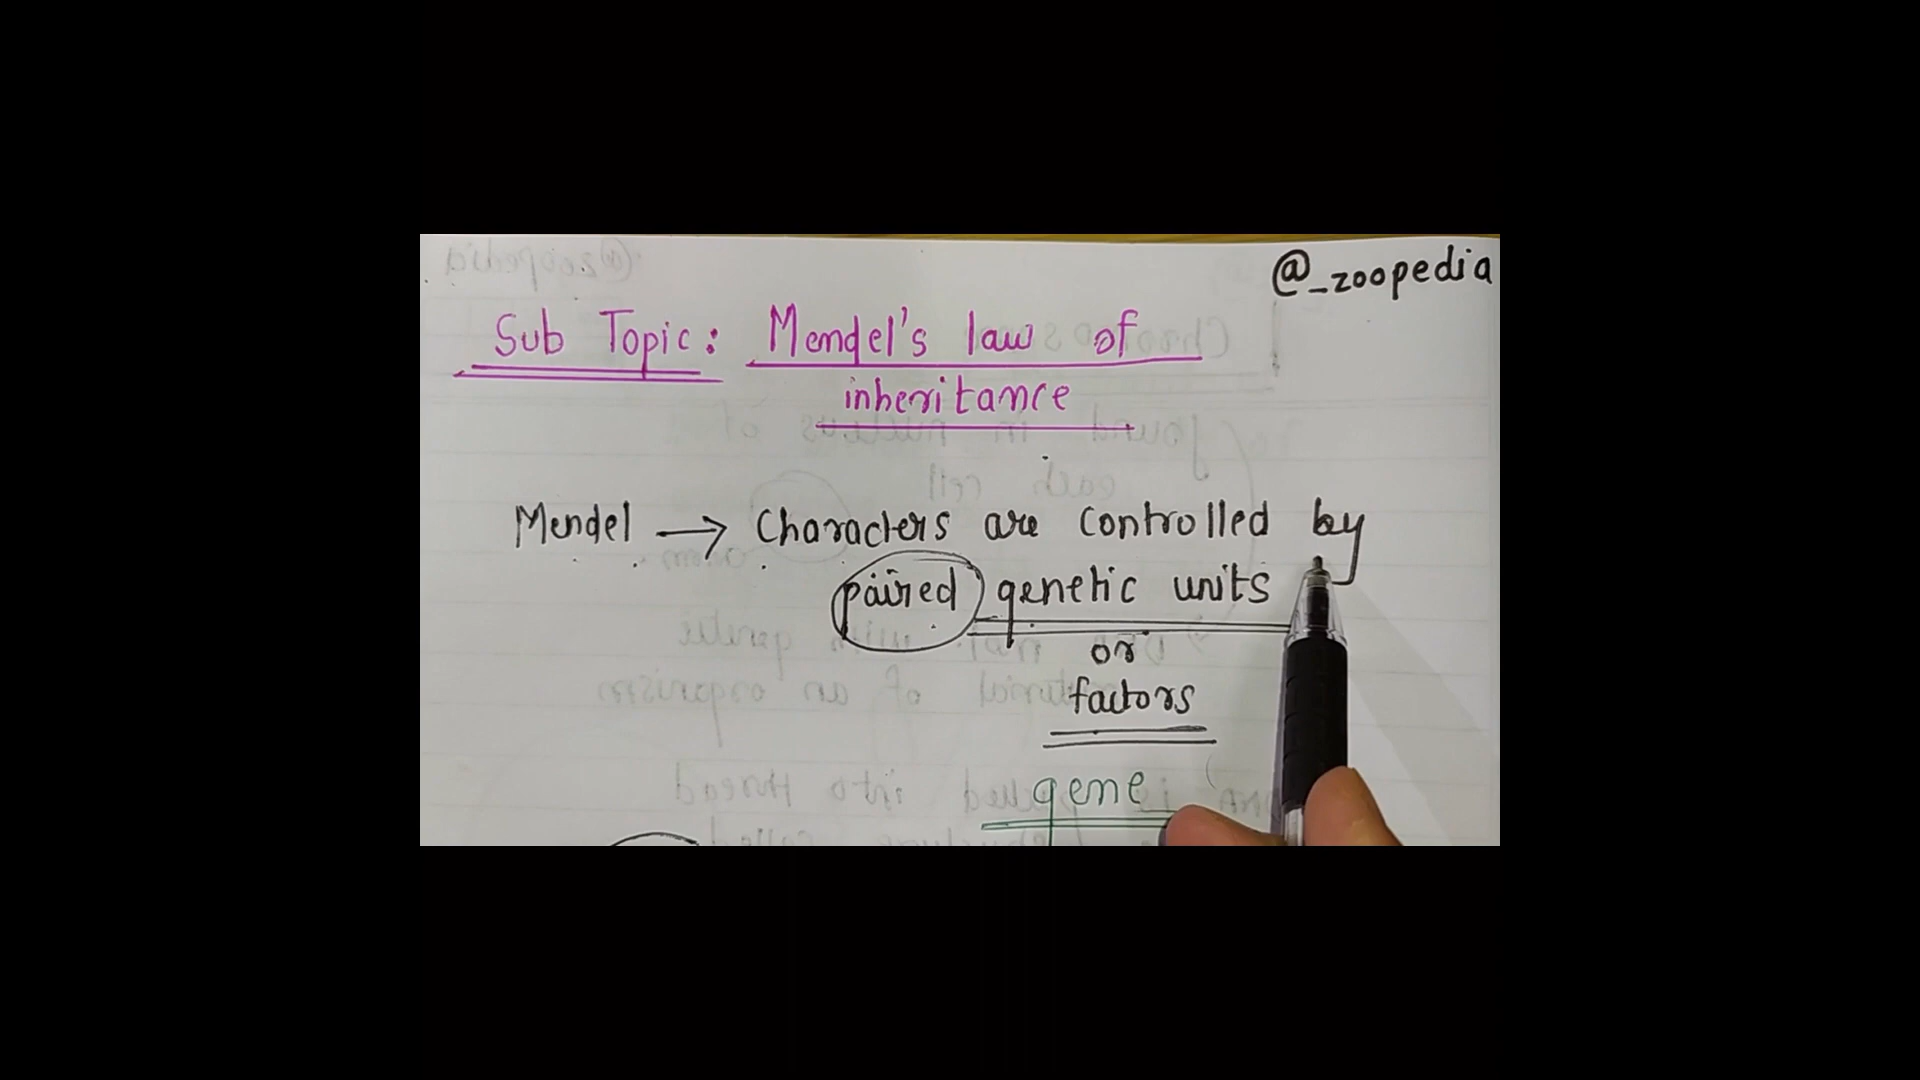 @_zoopedia
Sub Topic: Mendel's law of
inheritance
Mendel → Characters are controlled by
paired genetic units
or
factors
gene